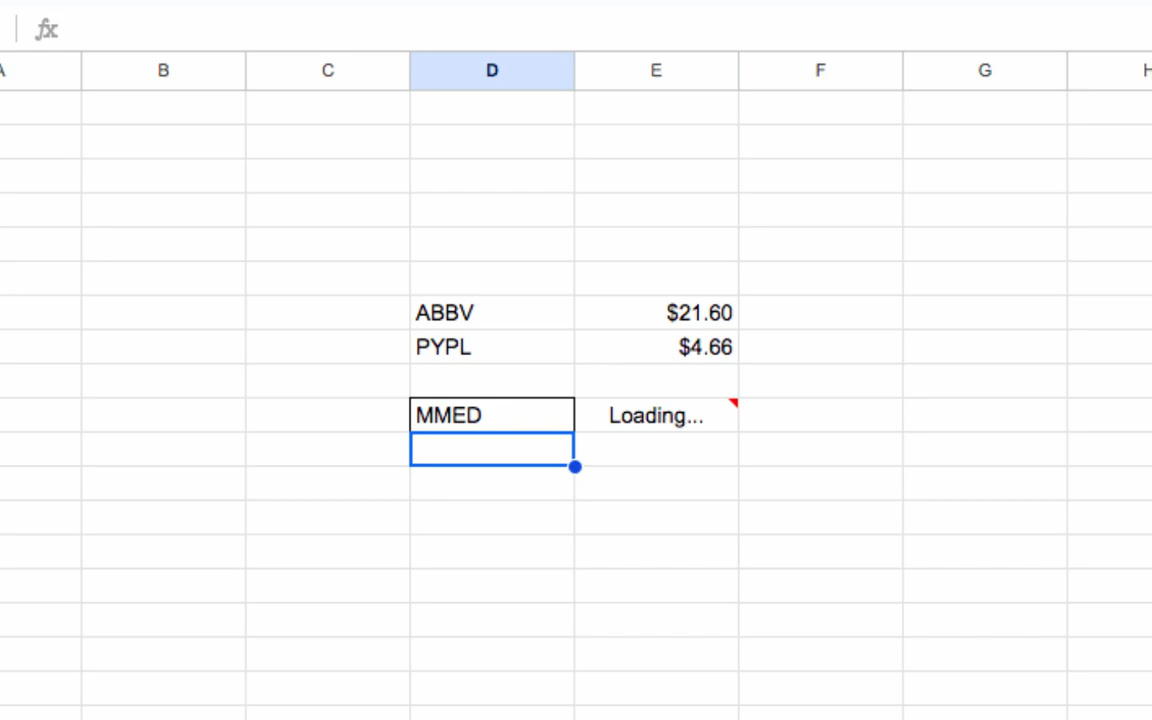 fx
A B C D E F G H
ABBV $21.60
PYPL $4.66
MMED Loading...